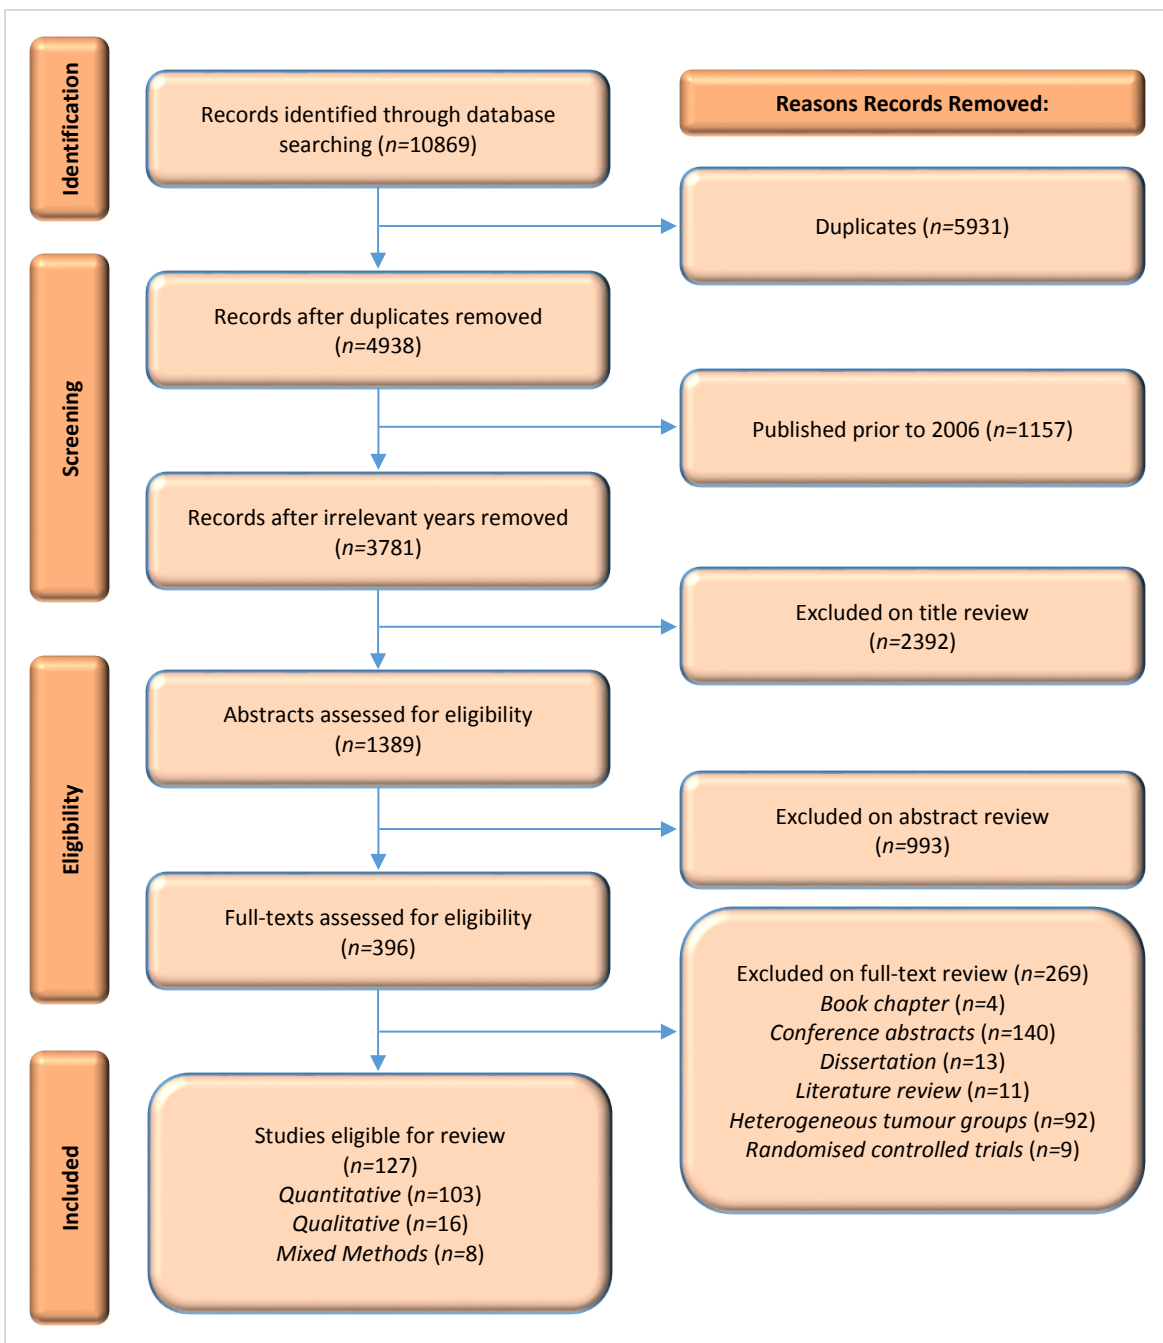 Identification
Records identified through database
searching (n=10869)
Reasons Records Removed:
Duplicates (n=5931)
Screening
Records after duplicates removed
(n=4938)
Published prior to 2006 (n=1157)
Records after irrelevant years removed
(n=3781)
Excluded on title review
(n=2392)
Eligibility
Abstracts assessed for eligibility
(n=1389)
Excluded on abstract review
(n=993)
Full-texts assessed for eligibility
(n=396)
Excluded on full-text review (n=269)
Book chapter (n=4)
Conference abstracts (n=140)
Dissertation (n=13)
Literature review (n=11)
Heterogeneous tumour groups (n=92)
Randomised controlled trials (n=9)
Included
Studies eligible for review
(n=127)
Quantitative (n=103)
Qualitative (n=16)
Mixed Methods (n=8)